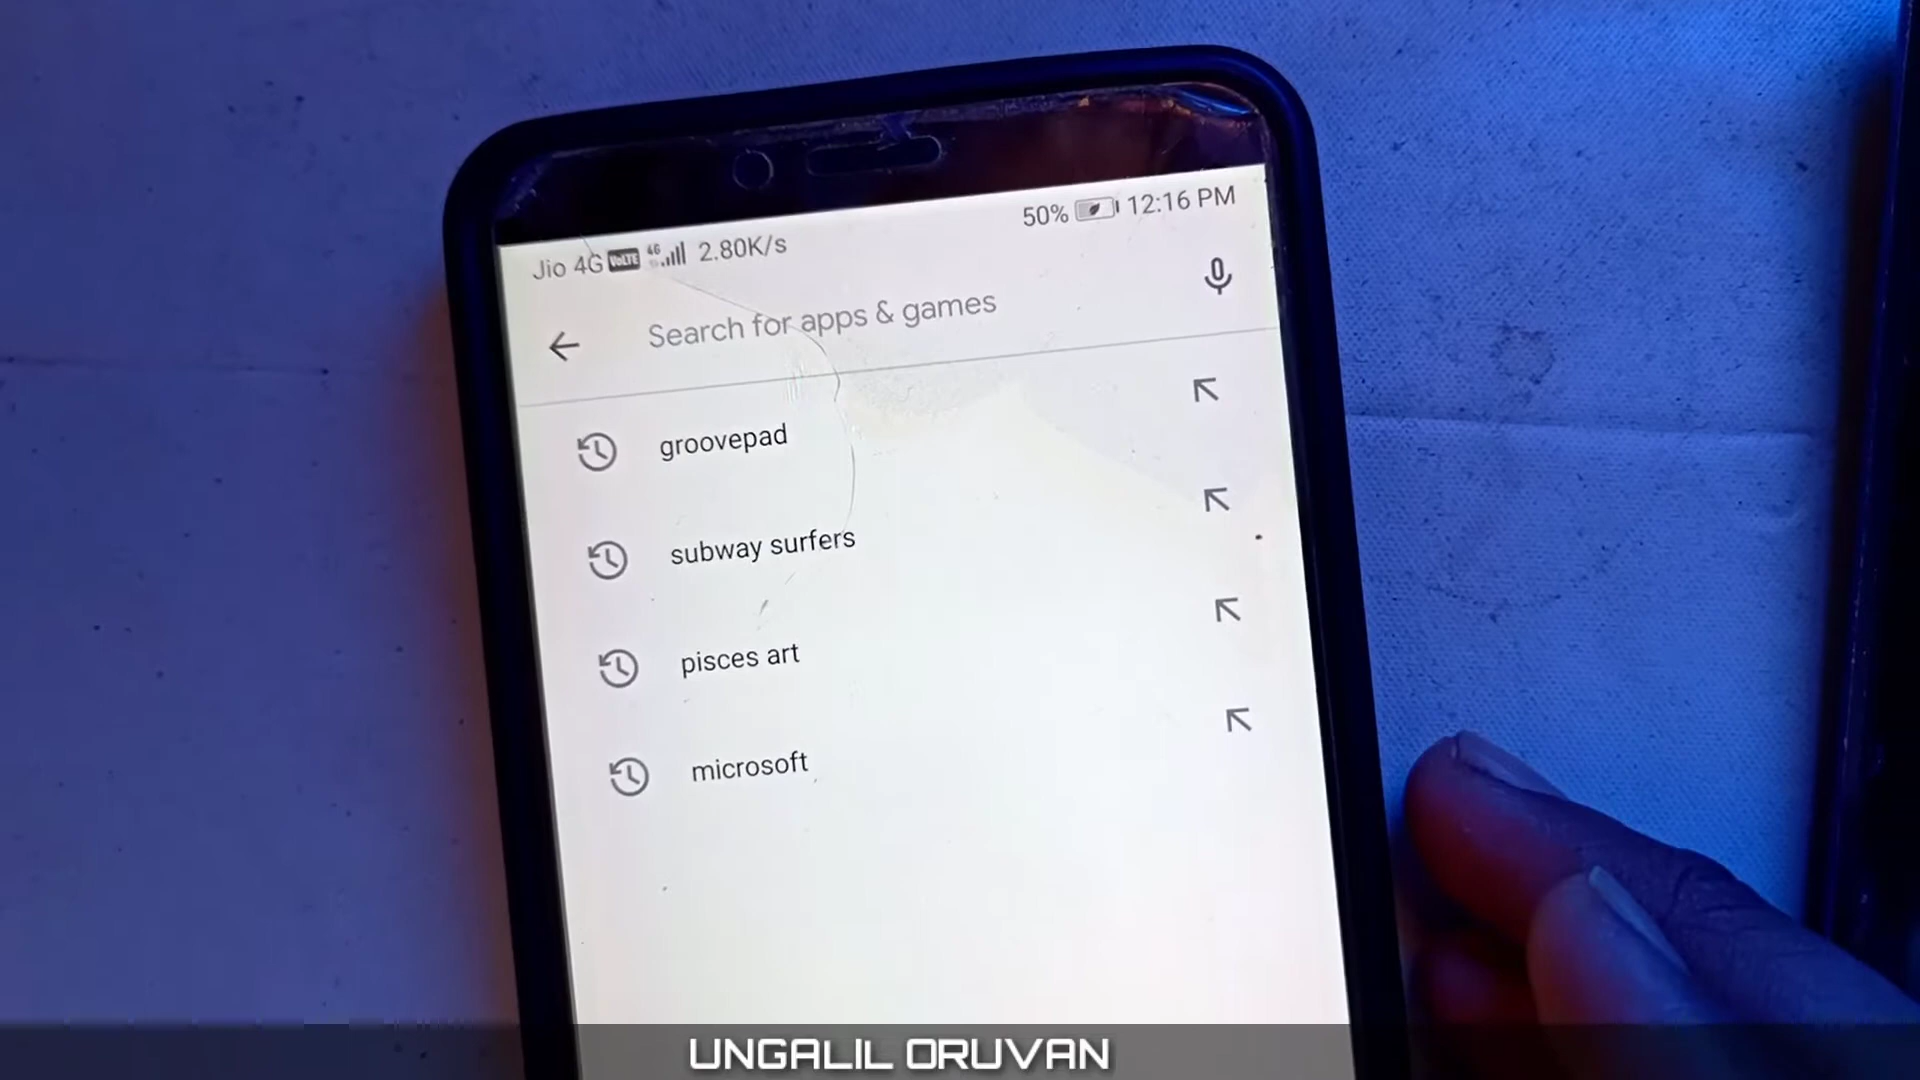 50% 12:16 PM
Jio 4G VoLTE 4G 2.80K/s
Search for apps & games
groovepad
subway surfers
pisces art
microsoft
UNGALIL ORUVAN